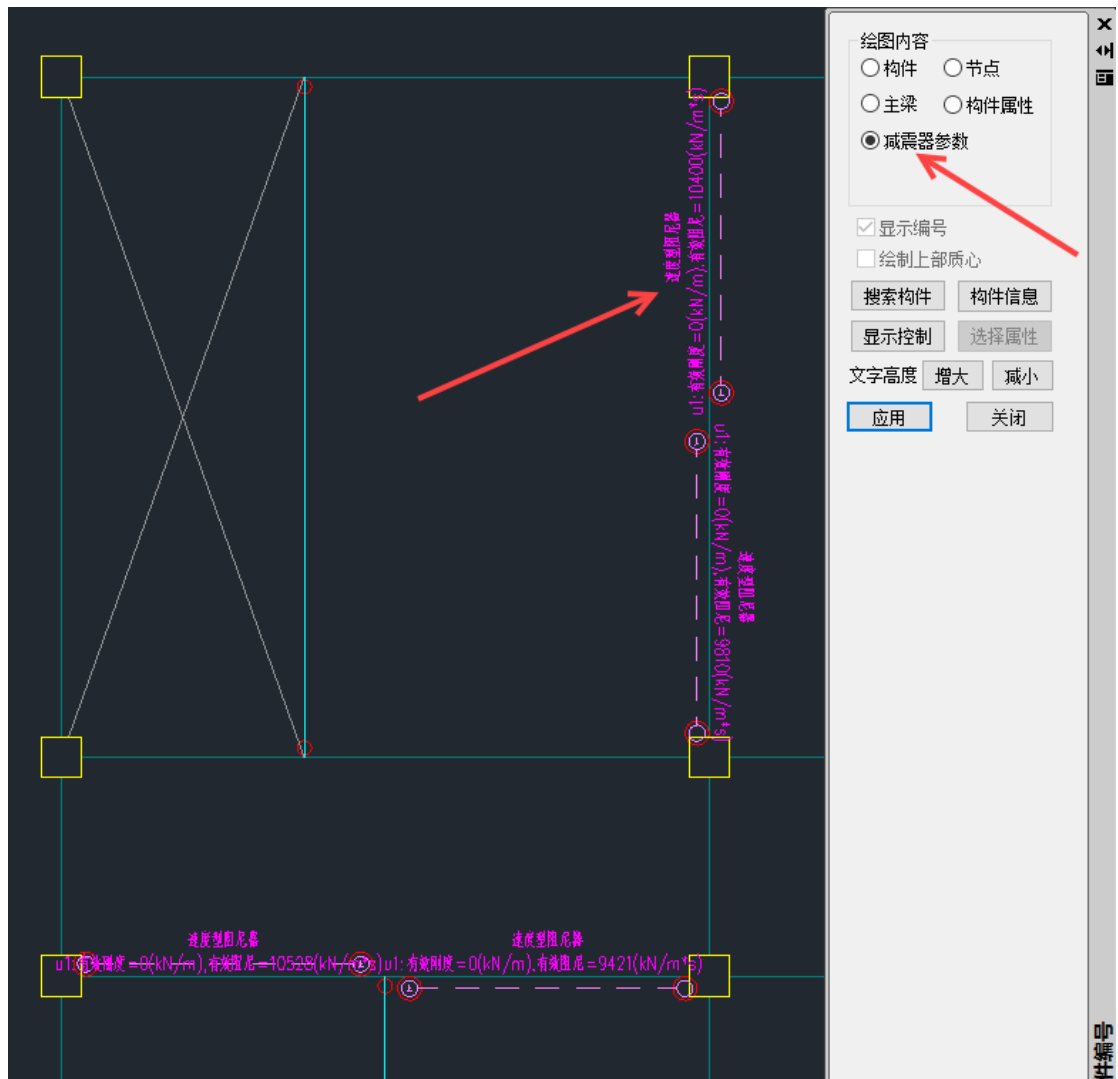 绘图内容
构件
节点
主梁
构件属性
减震器参数
显示编号
绘制上部质心
搜索构件
构件信息
显示控制
选择属性
文字高度
增大
减小
应用
关闭
速度型阻尼器
u1:有效刚度=0(kN/m),有效阻尼=10400(kN/m*s)
u1:有效刚度=0(kN/m),有效阻尼=9810(kN/m*s)
速度型阻尼器
速度型阻尼器
速度型阻尼器
u1:有效刚度=0(kN/m),有效阻尼=10528(kN/m*s)
u1:有效刚度=0(kN/m),有效阻尼=9421(kN/m*s)
件编号